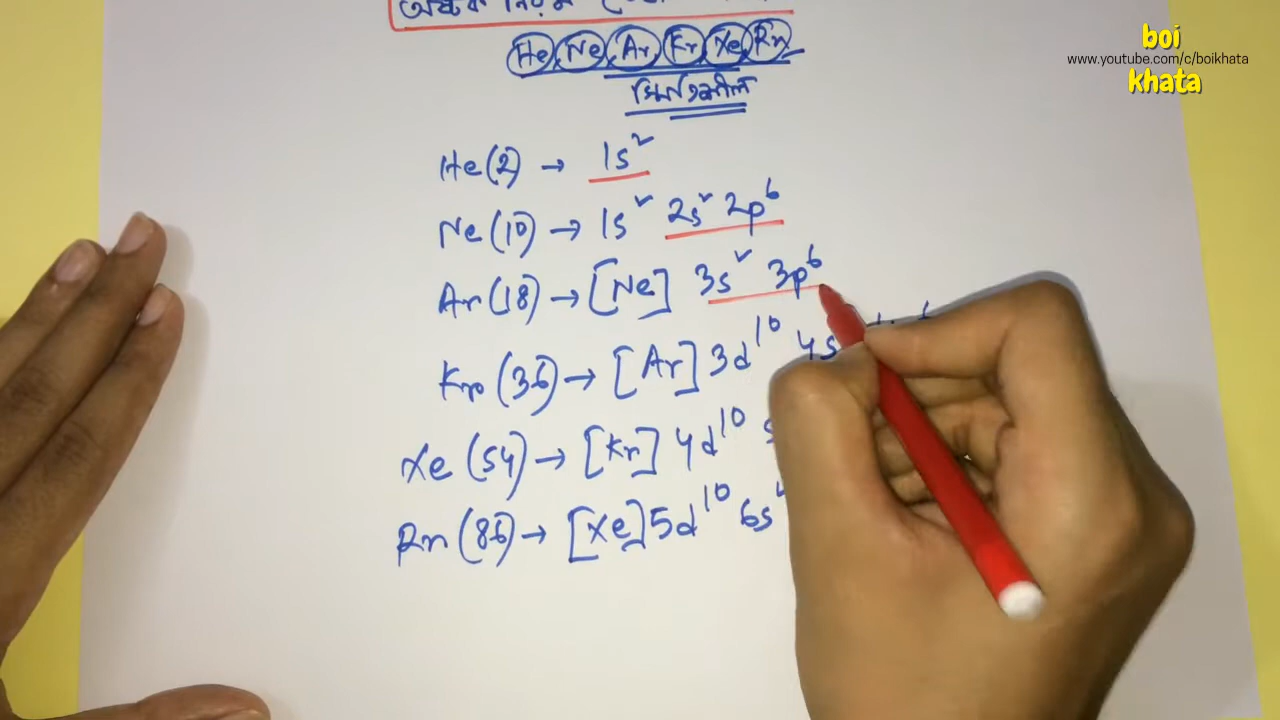 অষ্টক নিয়ম
He Ne Ar Kr Xe Rn
স্থিতিশীল
He(2) → 1s²
Ne(10) → 1s² 2s² 2p⁶
Ar(18) → [Ne] 3s² 3p⁶
Kr(36) → [Ar] 3d¹⁰ 4s
Xe(54) → [Kr] 4d¹⁰
Rn(86) → [Xe] 5d¹⁰ 6s²
boi
www.youtube.com/c/boikhata
khata